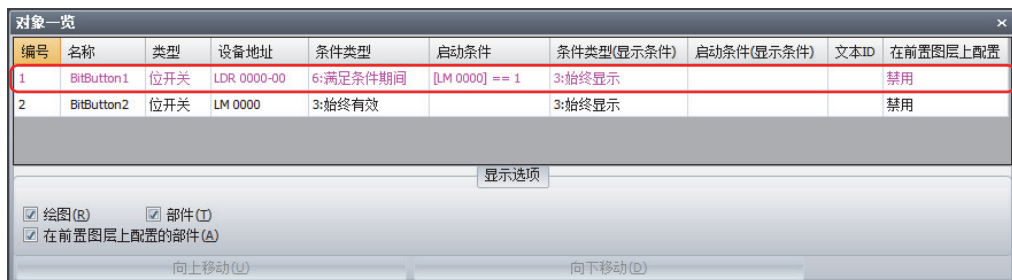 对象一览 ×
编号 名称 类型 设备地址 条件类型 启动条件 条件类型(显示条件) 启动条件(显示条件) 文本ID 在前置图层上配置
1 BitButton1 位开关 LDR 0000-00 6:满足条件期间 [LM 0000] == 1 3:始终显示 禁用
2 BitButton2 位开关 LM 0000 3:始终有效 3:始终显示 禁用
显示选项
绘图(R) 部件(T)
在前置图层上配置的部件(A)
向上移动(U) 向下移动(D)